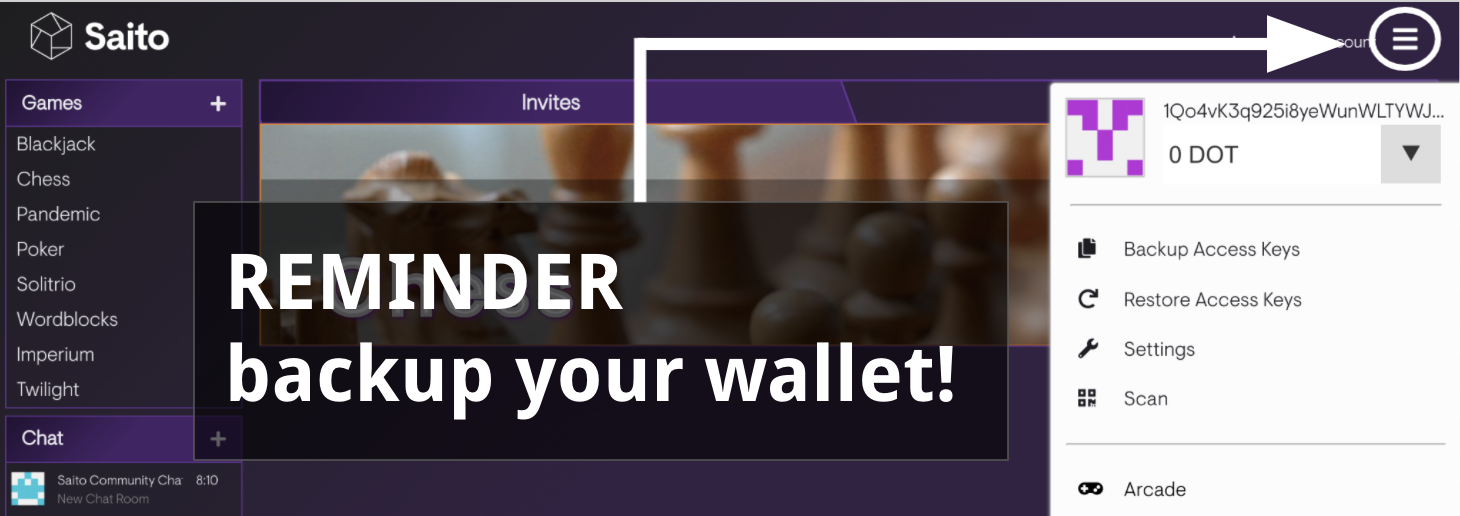 Saito
Games +
Blackjack
Chess
Pandemic
Poker
Solitrio
Wordblocks
Imperium
Twilight
Chat +
Saito Community Cha 8:10
New Chat Room
Invites
Chess
REMINDER
backup your wallet!
1Qo4vK3q925i8yeWunWLTYWJ...
0 DOT
Backup Access Keys
Restore Access Keys
Settings
Scan
Arcade